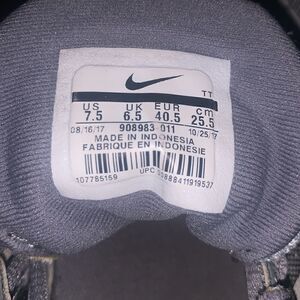 TT
US UK EUR cm
7.5 6.5 40.5 25.5
08/16/17 908983 011 10/25/17
MADE IN INDONESIA
FABRIQUE EN INDONESIE
107785159
UPC